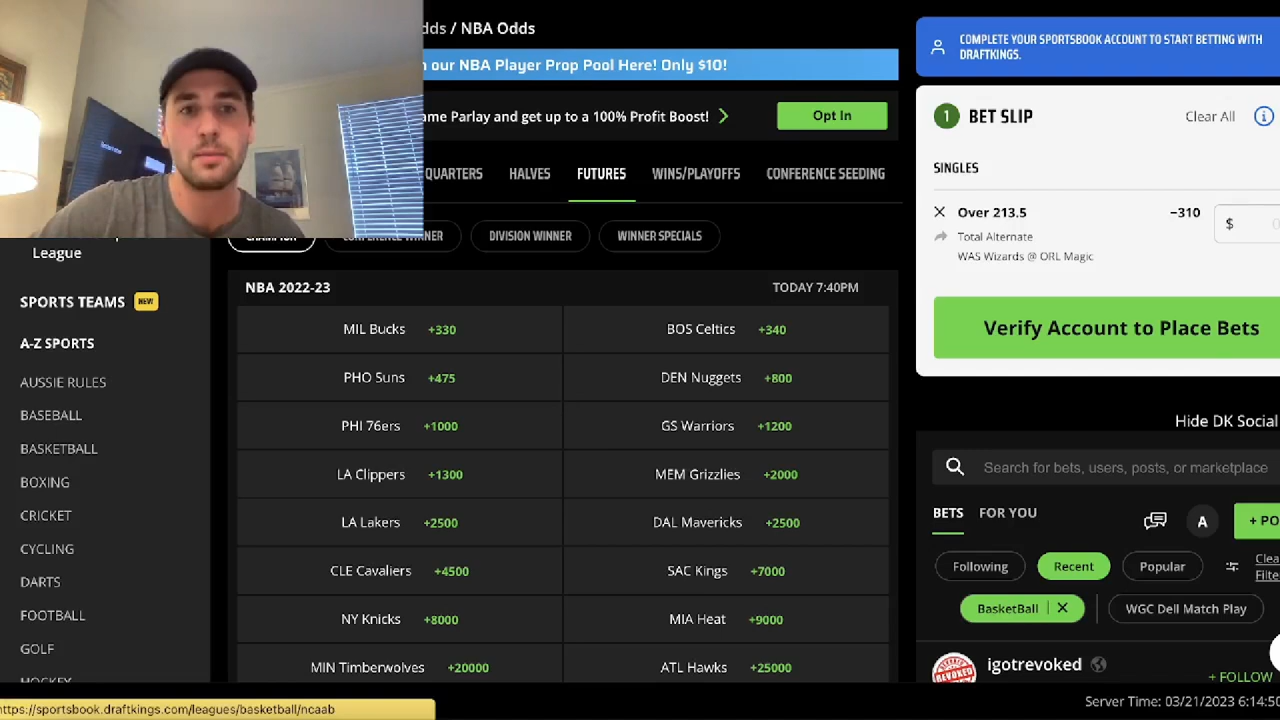 dds / NBA Odds
n our NBA Player Prop Pool Here! Only $10!
ame Parlay and get up to a 100% Profit Boost!
Opt In
QUARTERS
HALVES
FUTURES
WINS/PLAYOFFS
CONFERENCE SEEDING
DIVISION WINNER
WINNER SPECIALS
League
SPORTS TEAMS NEW
A-Z SPORTS
AUSSIE RULES
BASEBALL
BASKETBALL
BOXING
CRICKET
CYCLING
DARTS
FOOTBALL
GOLF
HOCKEY
NBA 2022-23
TODAY 7:40PM
MIL Bucks +330
BOS Celtics +340
PHO Suns +475
DEN Nuggets +800
PHI 76ers +1000
GS Warriors +1200
LA Clippers +1300
MEM Grizzlies +2000
LA Lakers +2500
DAL Mavericks +2500
CLE Cavaliers +4500
SAC Kings +7000
NY Knicks +8000
MIA Heat +9000
MIN Timberwolves +20000
ATL Hawks +25000
COMPLETE YOUR SPORTSBOOK ACCOUNT TO START BETTING WITH
DRAFTKINGS.
1 BET SLIP
Clear All
SINGLES
Over 213.5
−310
$
Total Alternate
WAS Wizards @ ORL Magic
Verify Account to Place Bets
Hide DK Social
Search for bets, users, posts, or marketplace
BETS
FOR YOU
A
+ PO
Following
Recent
Popular
Clea
Filte
BasketBall
WGC Dell Match Play
REVOKED
igotrevoked
+ FOLLOW
Server Time: 03/21/2023 6:14:50
https://sportsbook.draftkings.com/leagues/basketball/ncaab